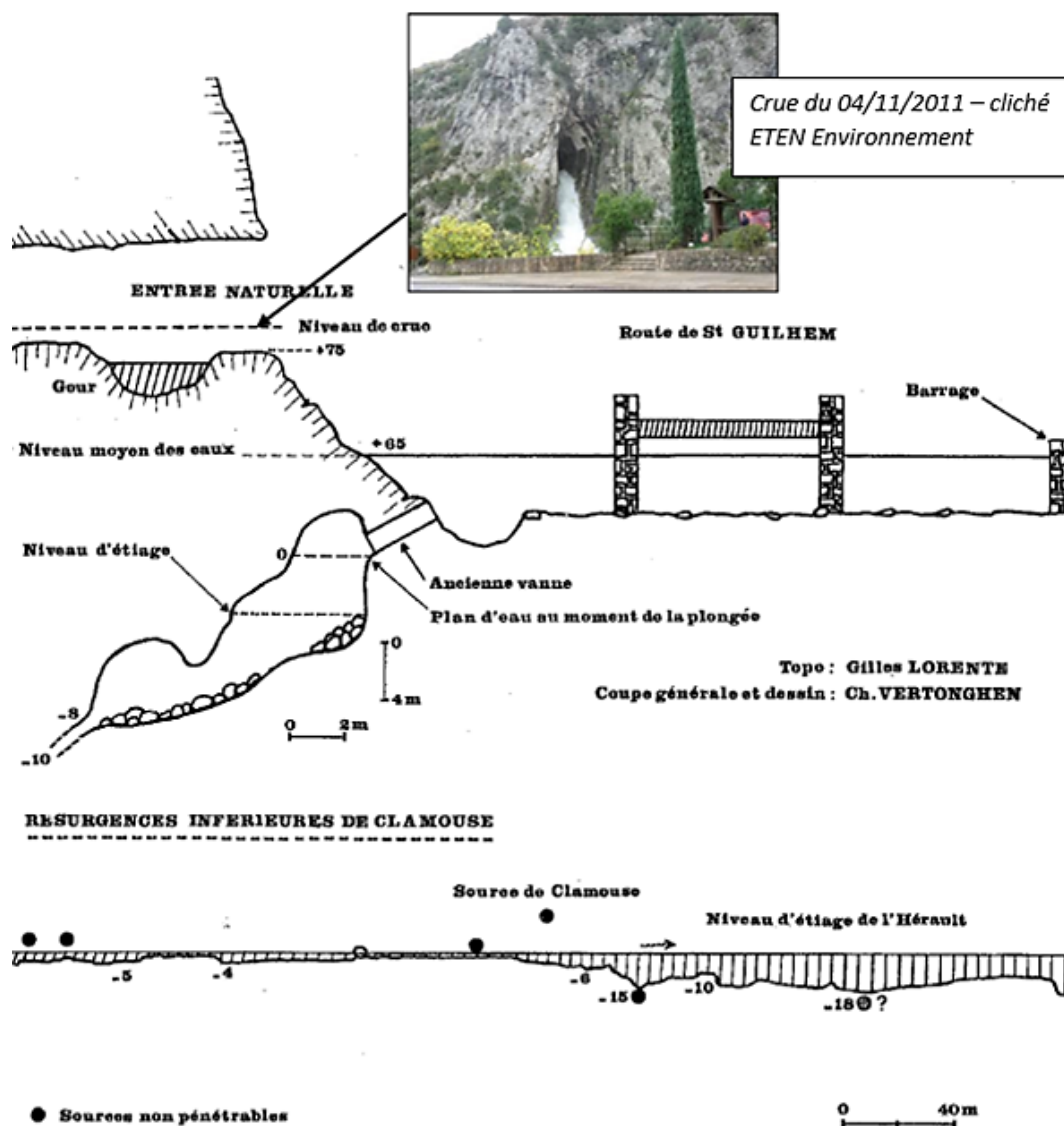 Crue du 04/11/2011 – cliché
ETEN Environnement
ENTREE NATURELLE
Niveau de crue
Route de St GUILHEM
+75
Gour
Barrage
Niveau moyen des eaux
+65
Niveau d'étiage
0
Ancienne vanne
Plan d'eau au moment de la plongée
0
4m
Topo : Gilles LORENTE
Coupe générale et dessin : Ch. VERTONGHEN
-8
0 2m
-10
RESURGENCES INFERIEURES DE CLAMOUSE
Source de Clamouse
Niveau d'étiage de l'Hérault
-5
-4
-6
-15
-10
-18 ?
Sources non pénétrables
0 40m